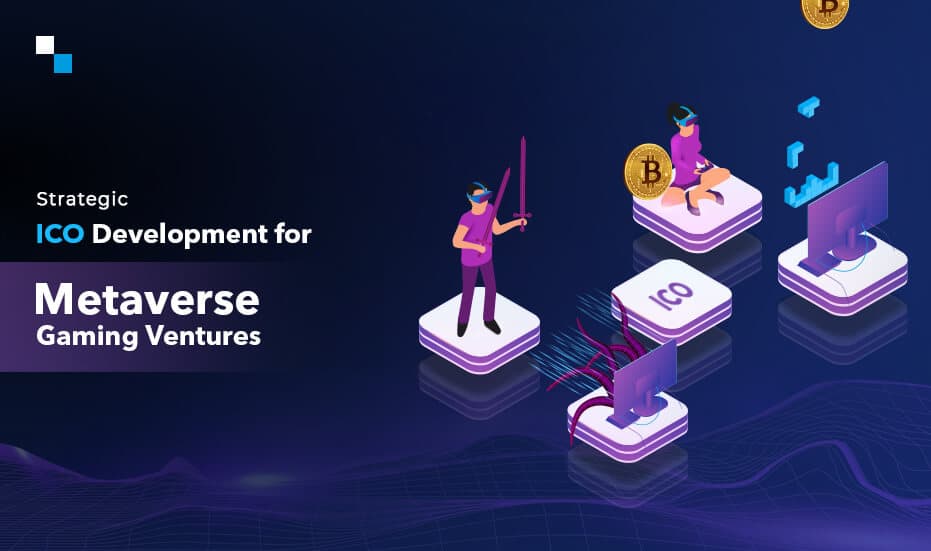 Strategic
ICO Development for
Metaverse
Gaming Ventures
ICO